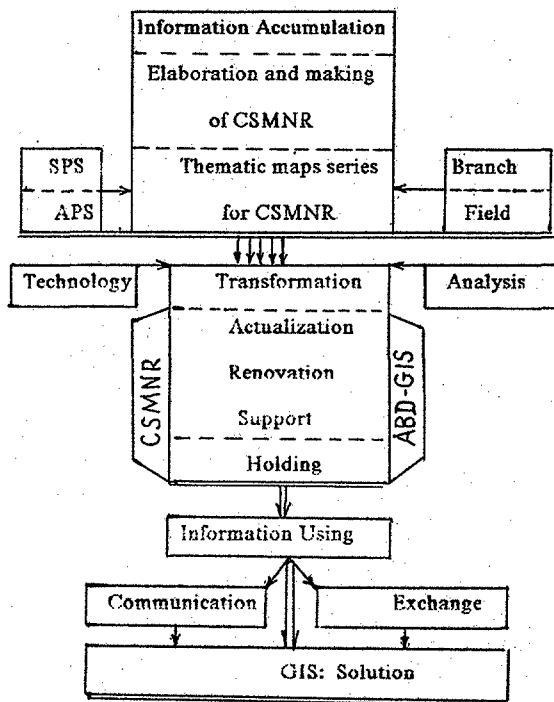 Information Accumulation
Elaboration and making
of CSMNR
SPS
Thematic maps series
Branch
APS
for CSMNR
Field
Technology
Transformation
Analysis
Actualization
CSMNR
Renovation
ABD-GIS
Support
Holding
Information Using
Communication
Exchange
GIS: Solution